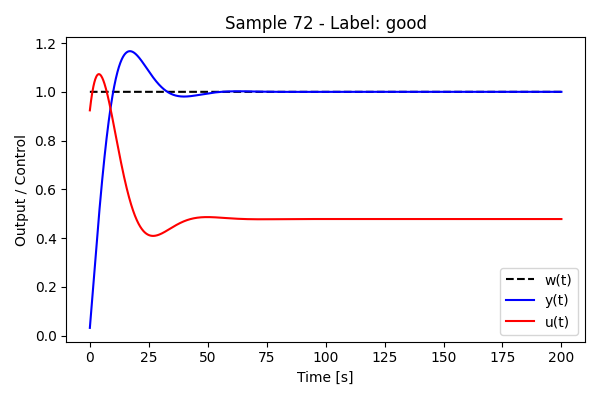 Sample 72 - Label: good
Output / Control
1.2
1.0
0.8
0.6
0.4
0.2
0.0
w(t)
y(t)
u(t)
0 25 50 75 100 125 150 175 200
Time [s]